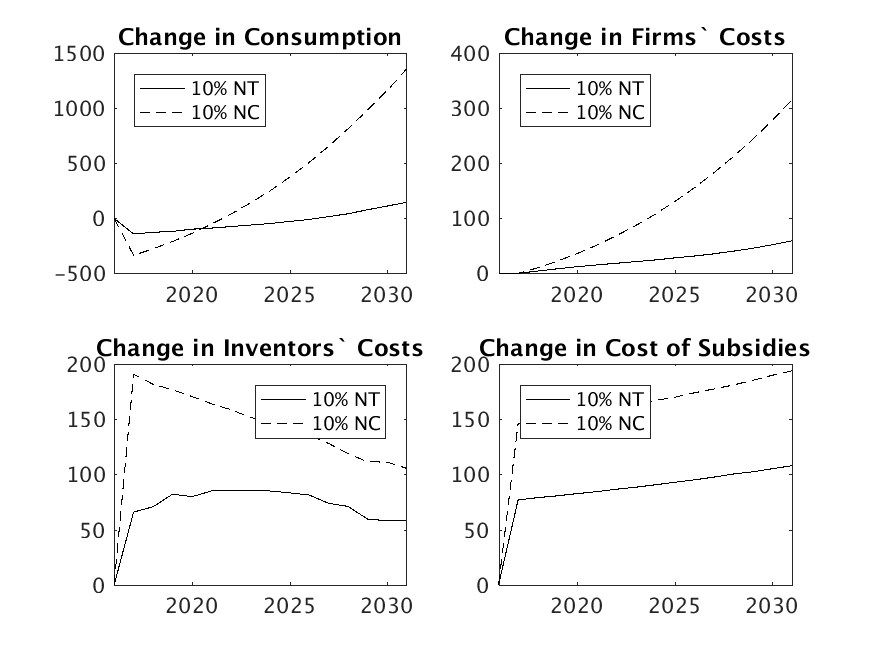 Change in Consumption
1500
1000
500
0
−500
2020
2025
2030
10% NT
10% NC
Change in Firms` Costs
400
300
200
100
0
2020
2025
2030
10% NT
10% NC
Change in Inventors` Costs
200
150
100
50
0
2020
2025
2030
10% NT
10% NC
Change in Cost of Subsidies
200
150
100
50
0
2020
2025
2030
10% NT
10% NC